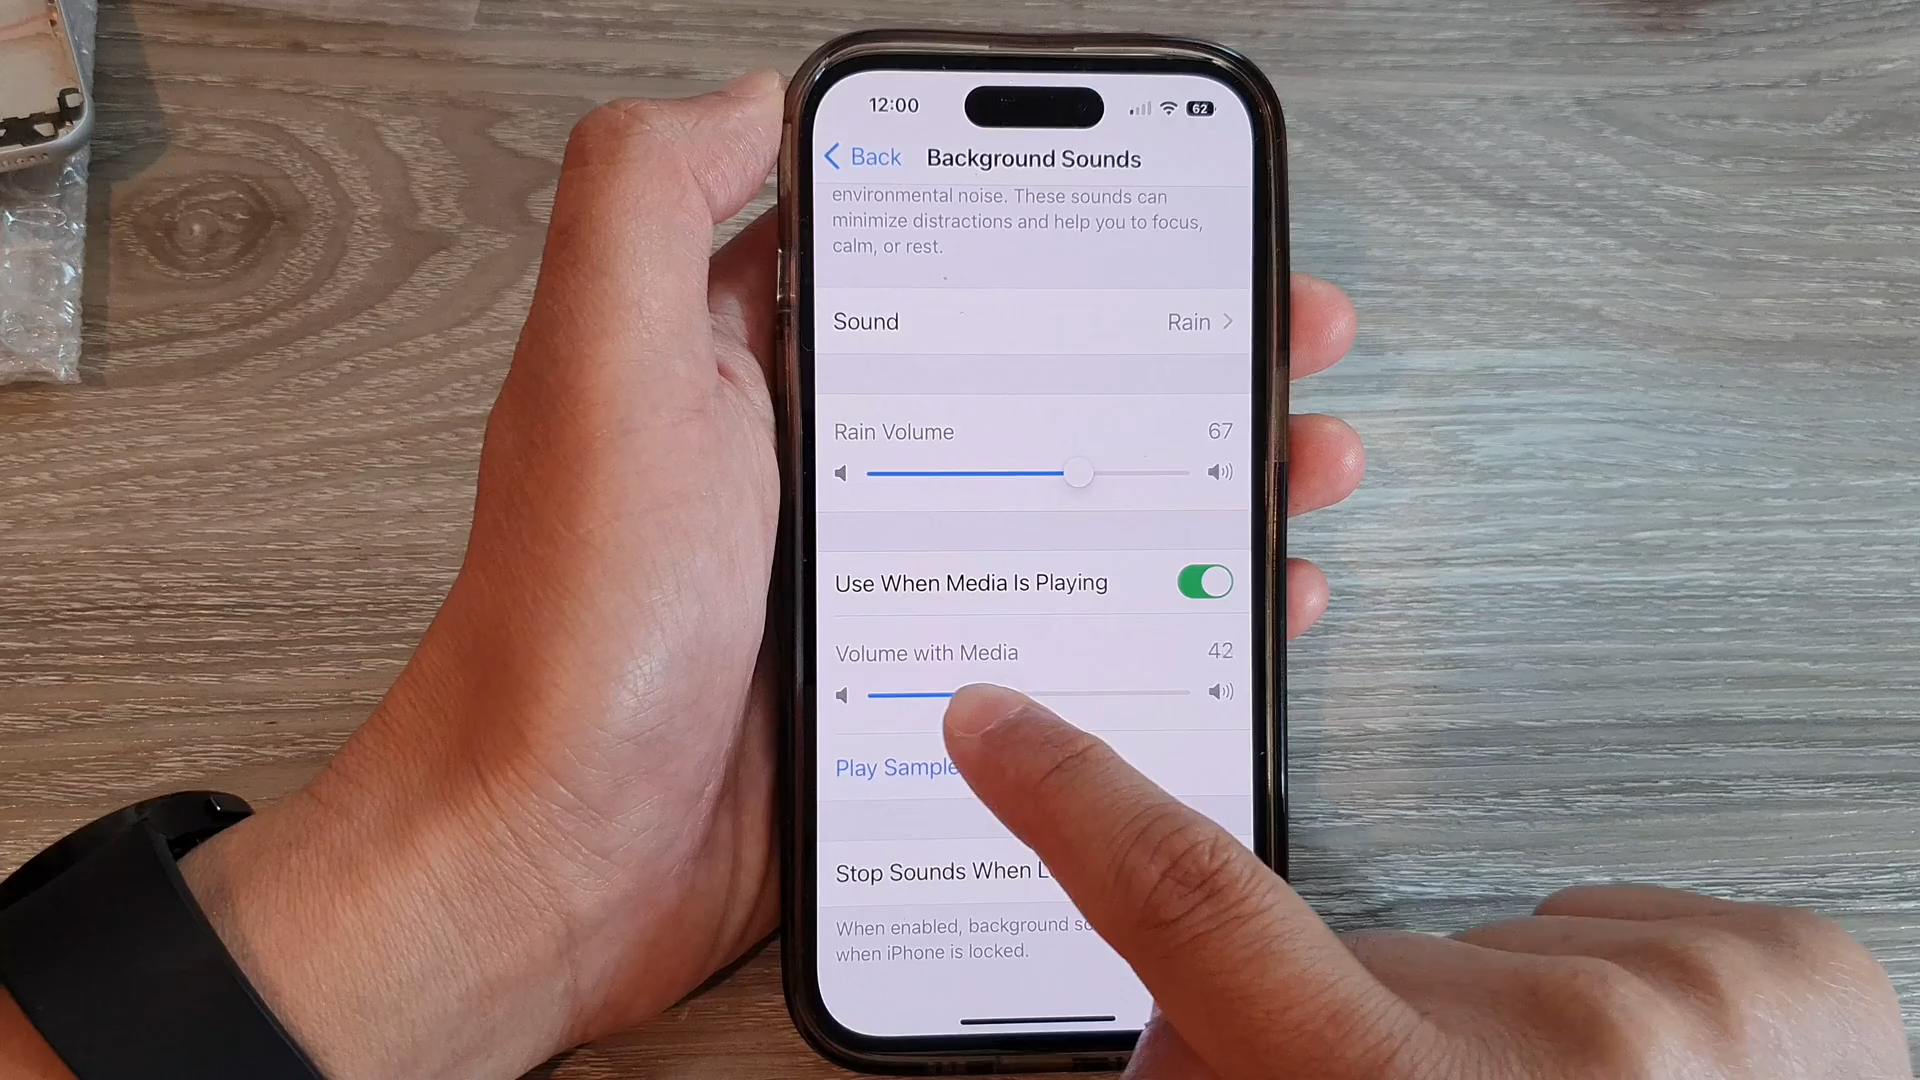 12:00
62
Back
Background Sounds
environmental noise. These sounds can
minimize distractions and help you to focus,
calm, or rest.
Sound
Rain
Rain Volume
67
Use When Media Is Playing
Volume with Media
42
Play Sample
Stop Sounds When
When enabled, background
when iPhone is locked.